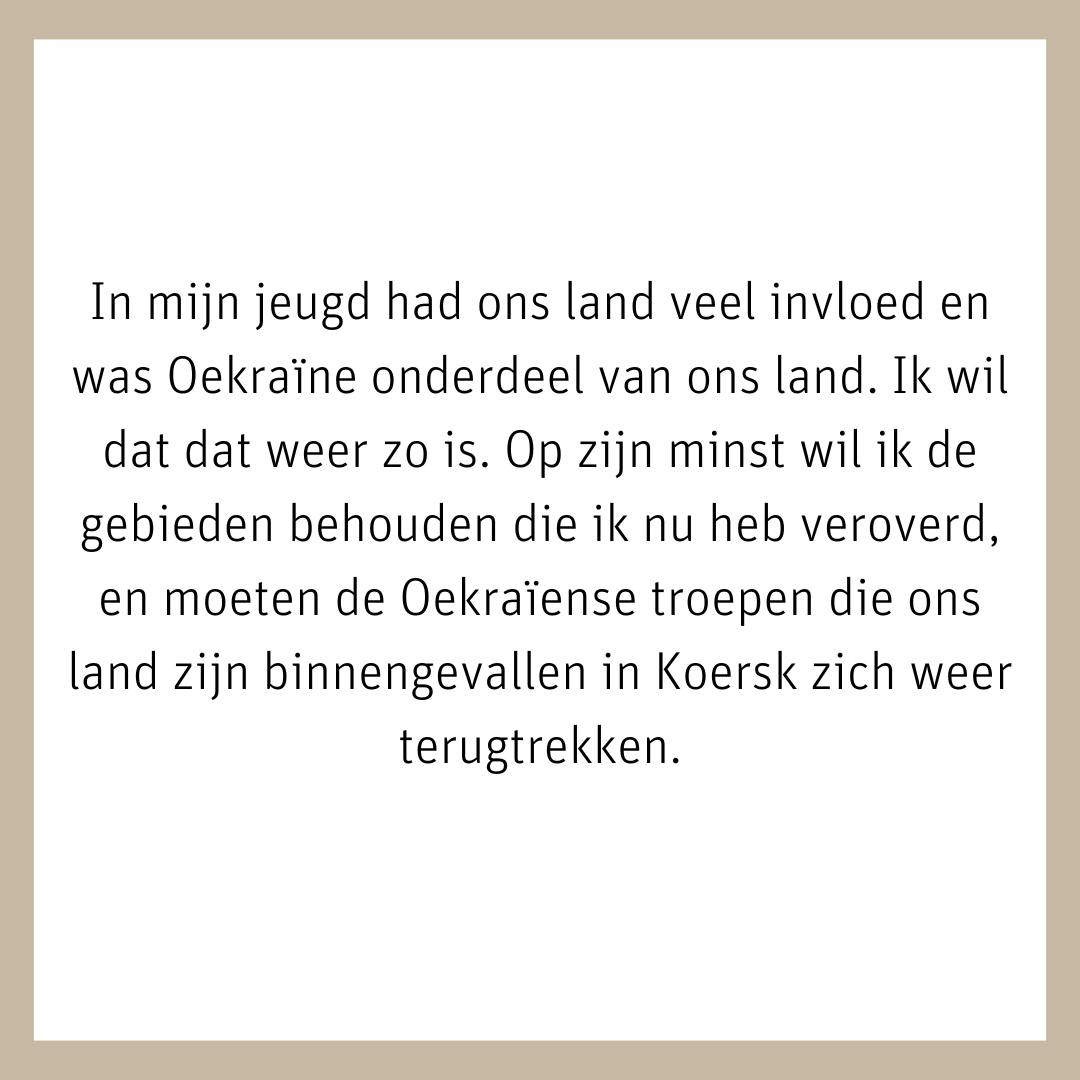 In mijn jeugd had ons land veel invloed en
was Oekraïne onderdeel van ons land. Ik wil
dat dat weer zo is. Op zijn minst wil ik de
gebieden behouden die ik nu heb veroverd,
en moeten de Oekraïense troepen die ons
land zijn binnengevallen in Koersk zich weer
terugtrekken.